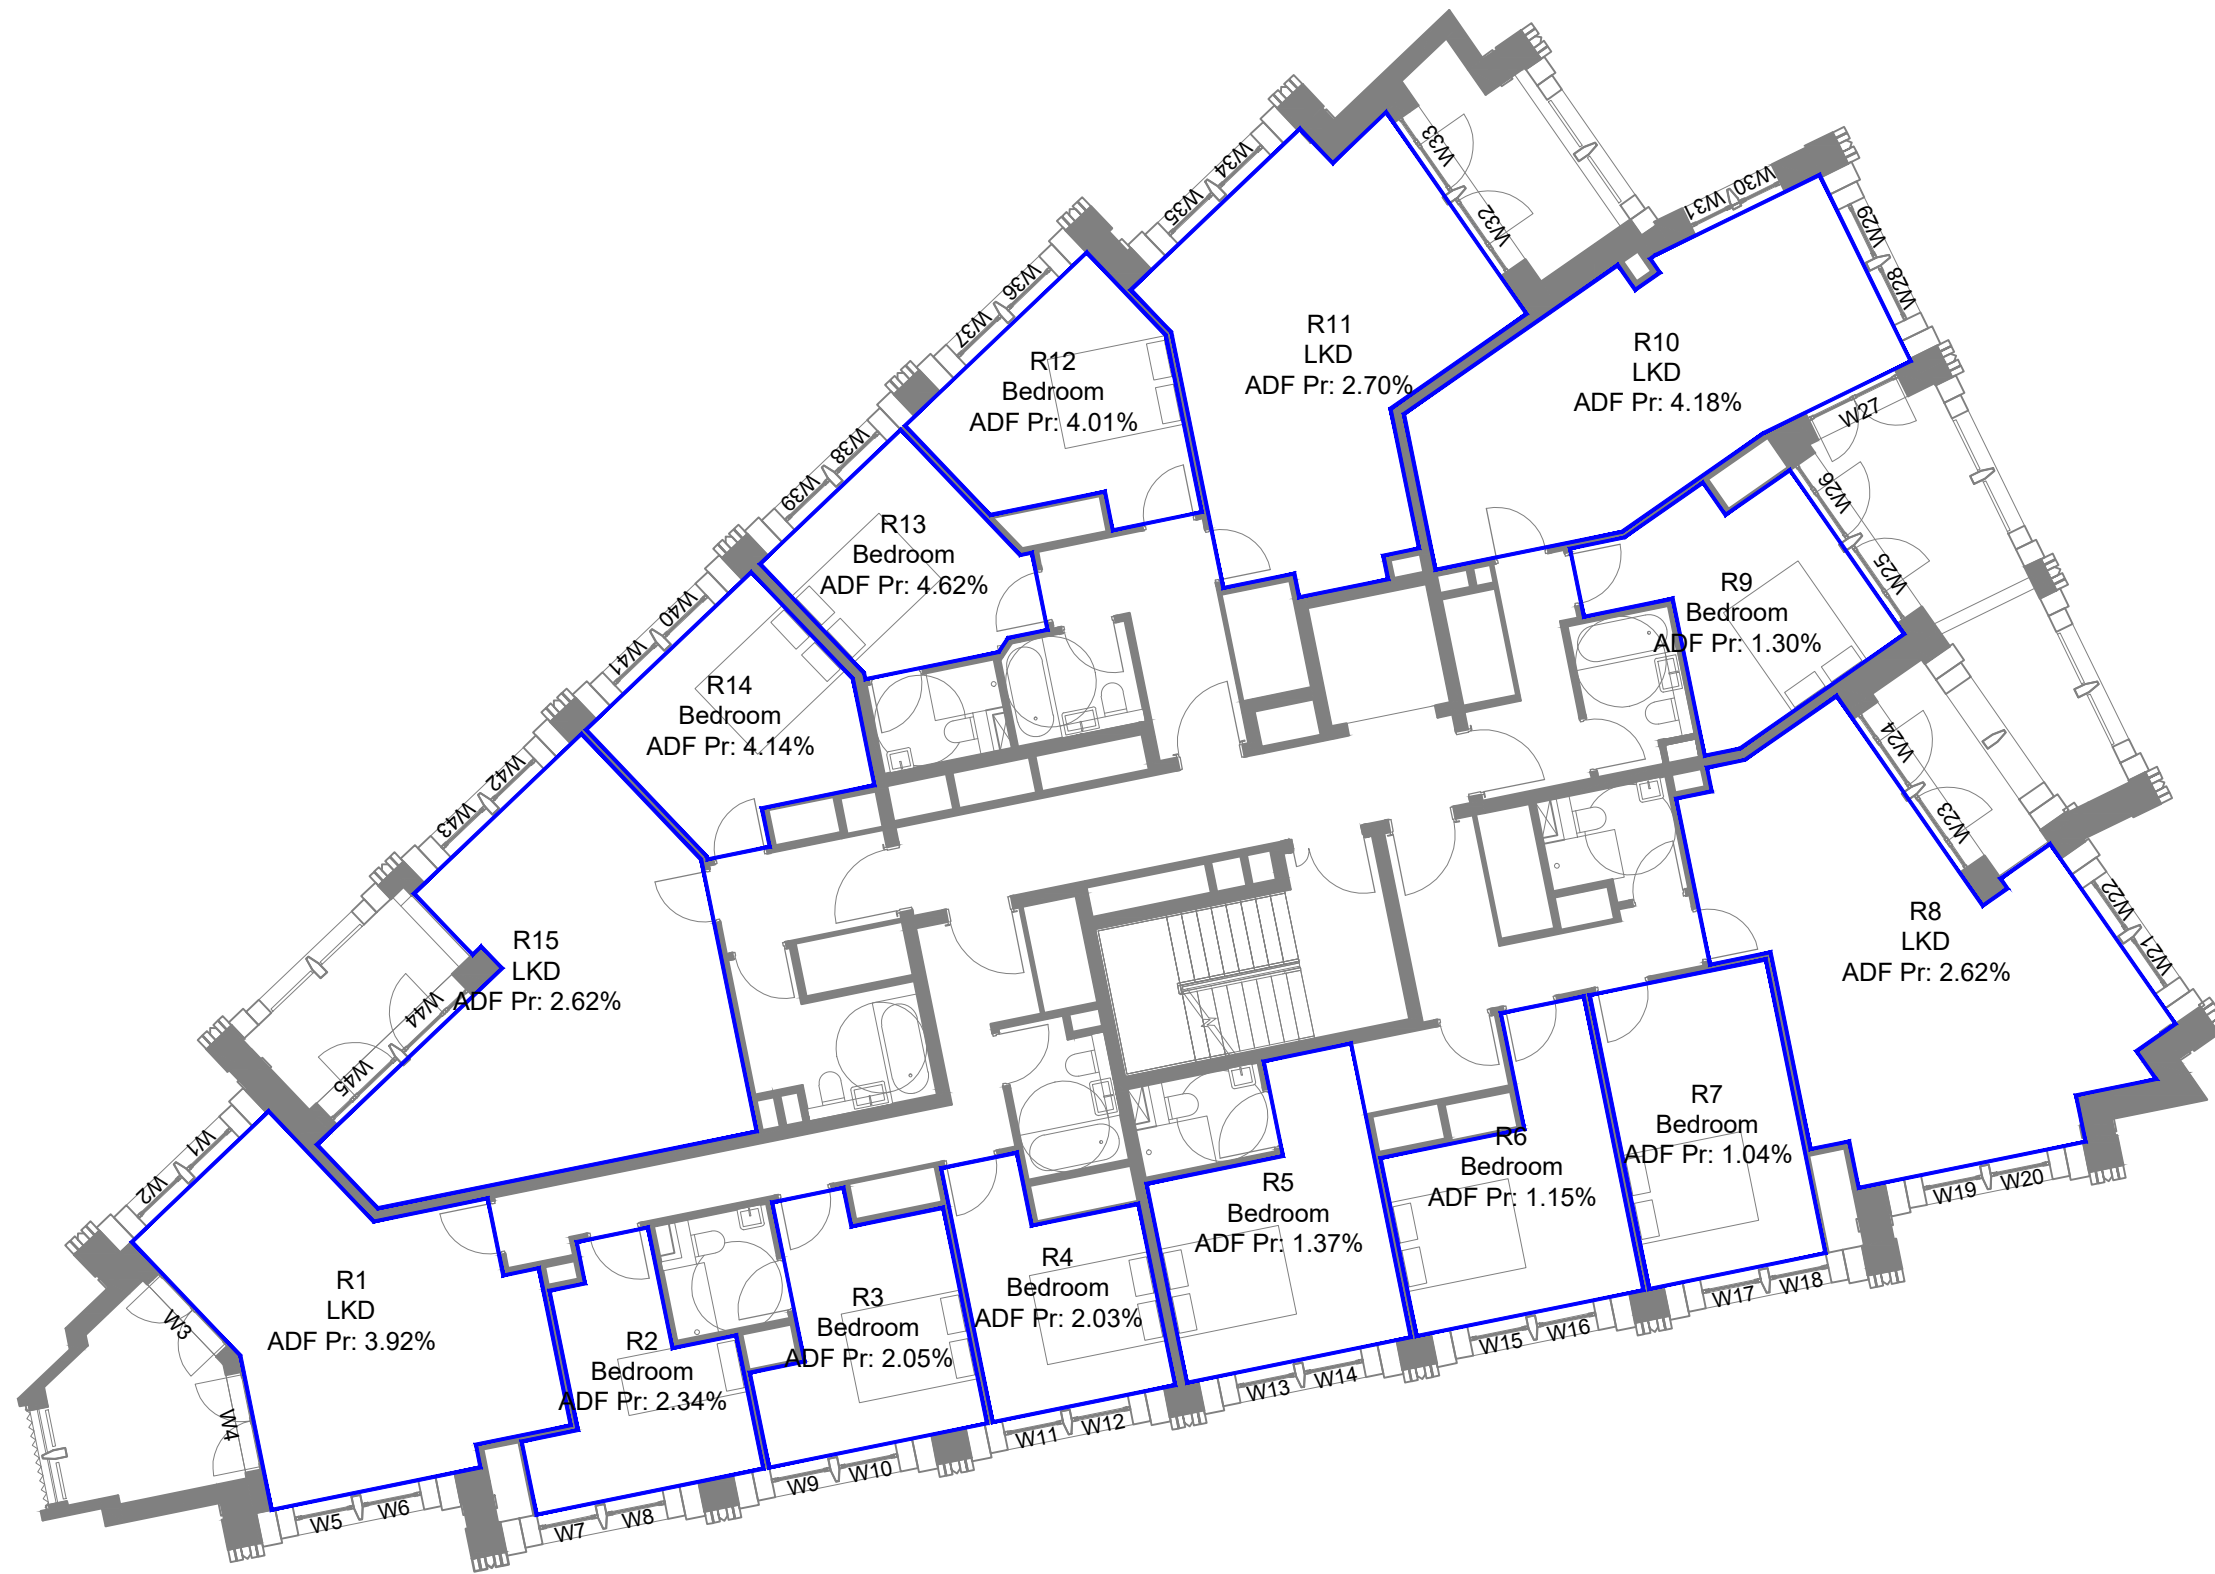 W33
W34
W35
W32
W30
W31
W29
W28
W36
W37
R11
LKD
ADF Pr: 2.70%
R10
LKD
ADF Pr: 4.18%
R12
Bedroom
ADF Pr: 4.01%
W27
W38
W39
W26
W25
R13
Bedroom
ADF Pr: 4.62%
R9
Bedroom
ADF Pr: 1.30%
W40
W41
R14
Bedroom
ADF Pr: 4.14%
W42
W43
W24
W23
W22
W21
R15
LKD
ADF Pr: 2.62%
R8
LKD
ADF Pr: 2.62%
W44
W45
W1
W2
R7
Bedroom
ADF Pr: 1.04%
R6
Bedroom
ADF Pr: 1.15%
R5
Bedroom
ADF Pr: 1.37%
W19
W20
R4
Bedroom
ADF Pr: 2.03%
R1
LKD
ADF Pr: 3.92%
R3
Bedroom
ADF Pr: 2.05%
R2
Bedroom
ADF Pr: 2.34%
W3
W4
W17
W18
W15
W16
W13
W14
W11
W12
W9
W10
W7
W8
W5
W6